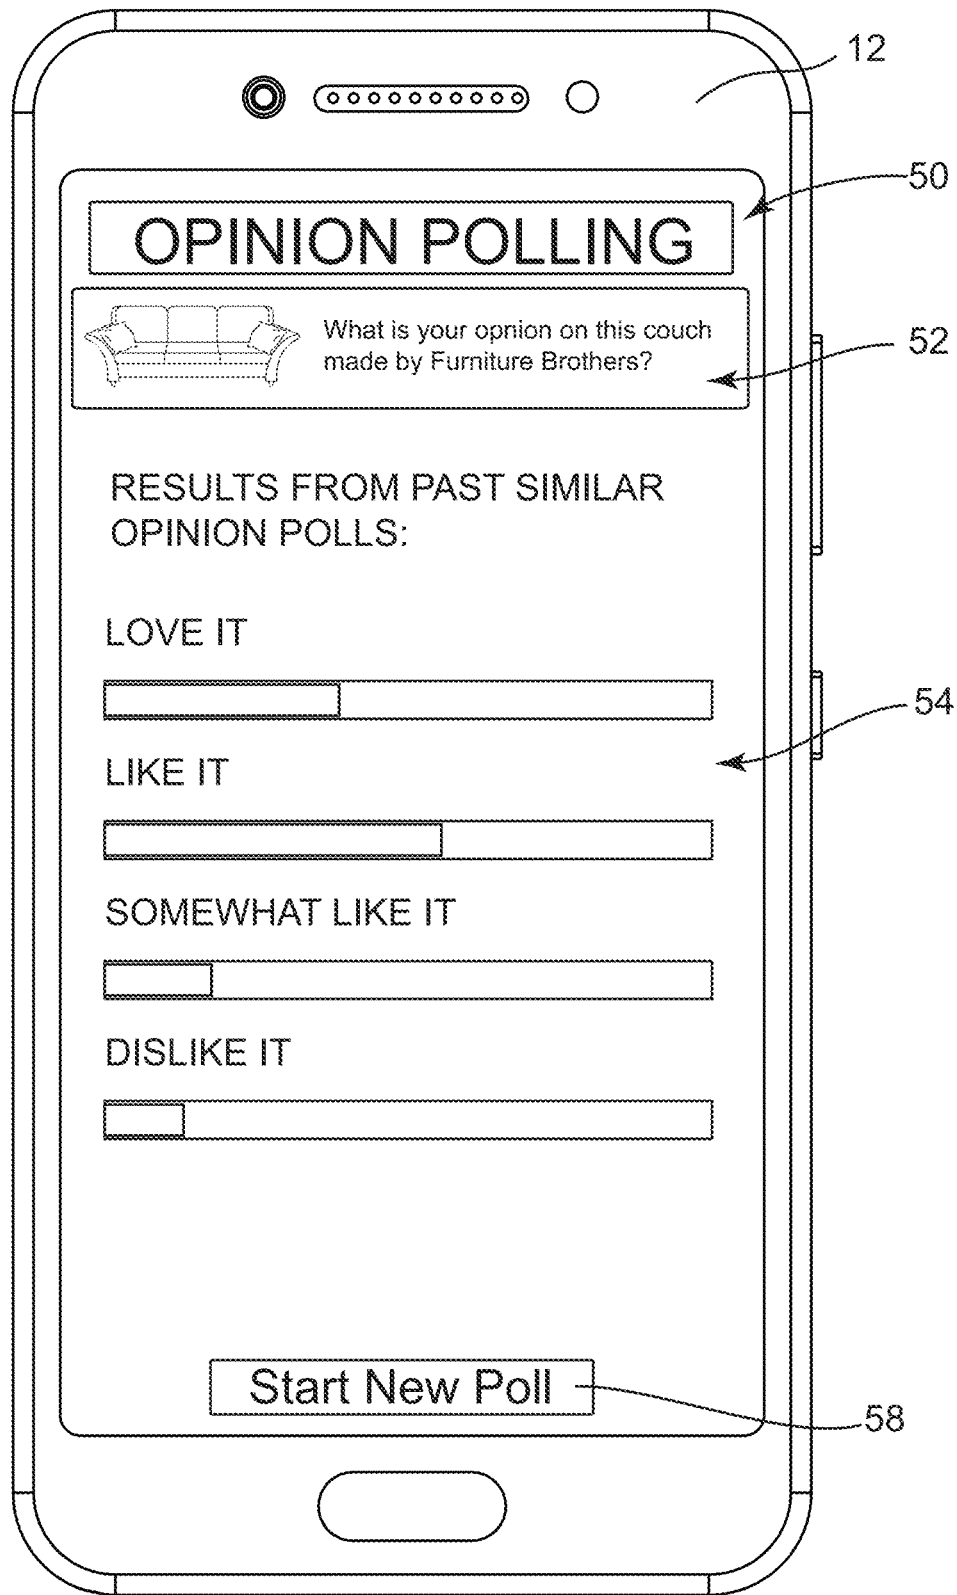 12
50
OPINION POLLING
What is your opnion on this couch
made by Furniture Brothers?
52
RESULTS FROM PAST SIMILAR
OPINION POLLS:
LOVE IT
54
LIKE IT
SOMEWHAT LIKE IT
DISLIKE IT
Start New Poll
58